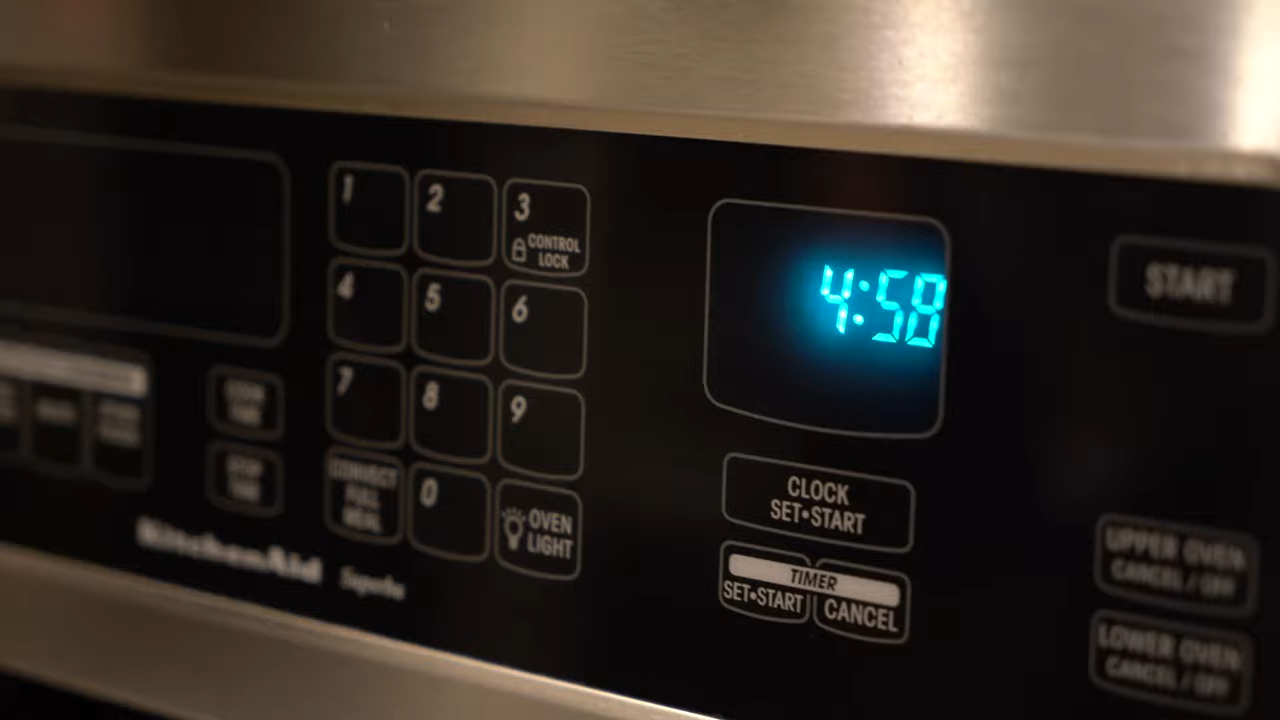 1
2
3
CONTROL
LOCK
4
5
6
7
8
9
CONVECT
FULL
MEAL
0
OVEN
LIGHT
STOP
TIME
KitchenAid
Superba
4:58
CLOCK
SET•START
TIMER
SET•START
CANCEL
START
UPPER OVEN
CANCEL / OFF
LOWER OVEN
CANCEL / OFF